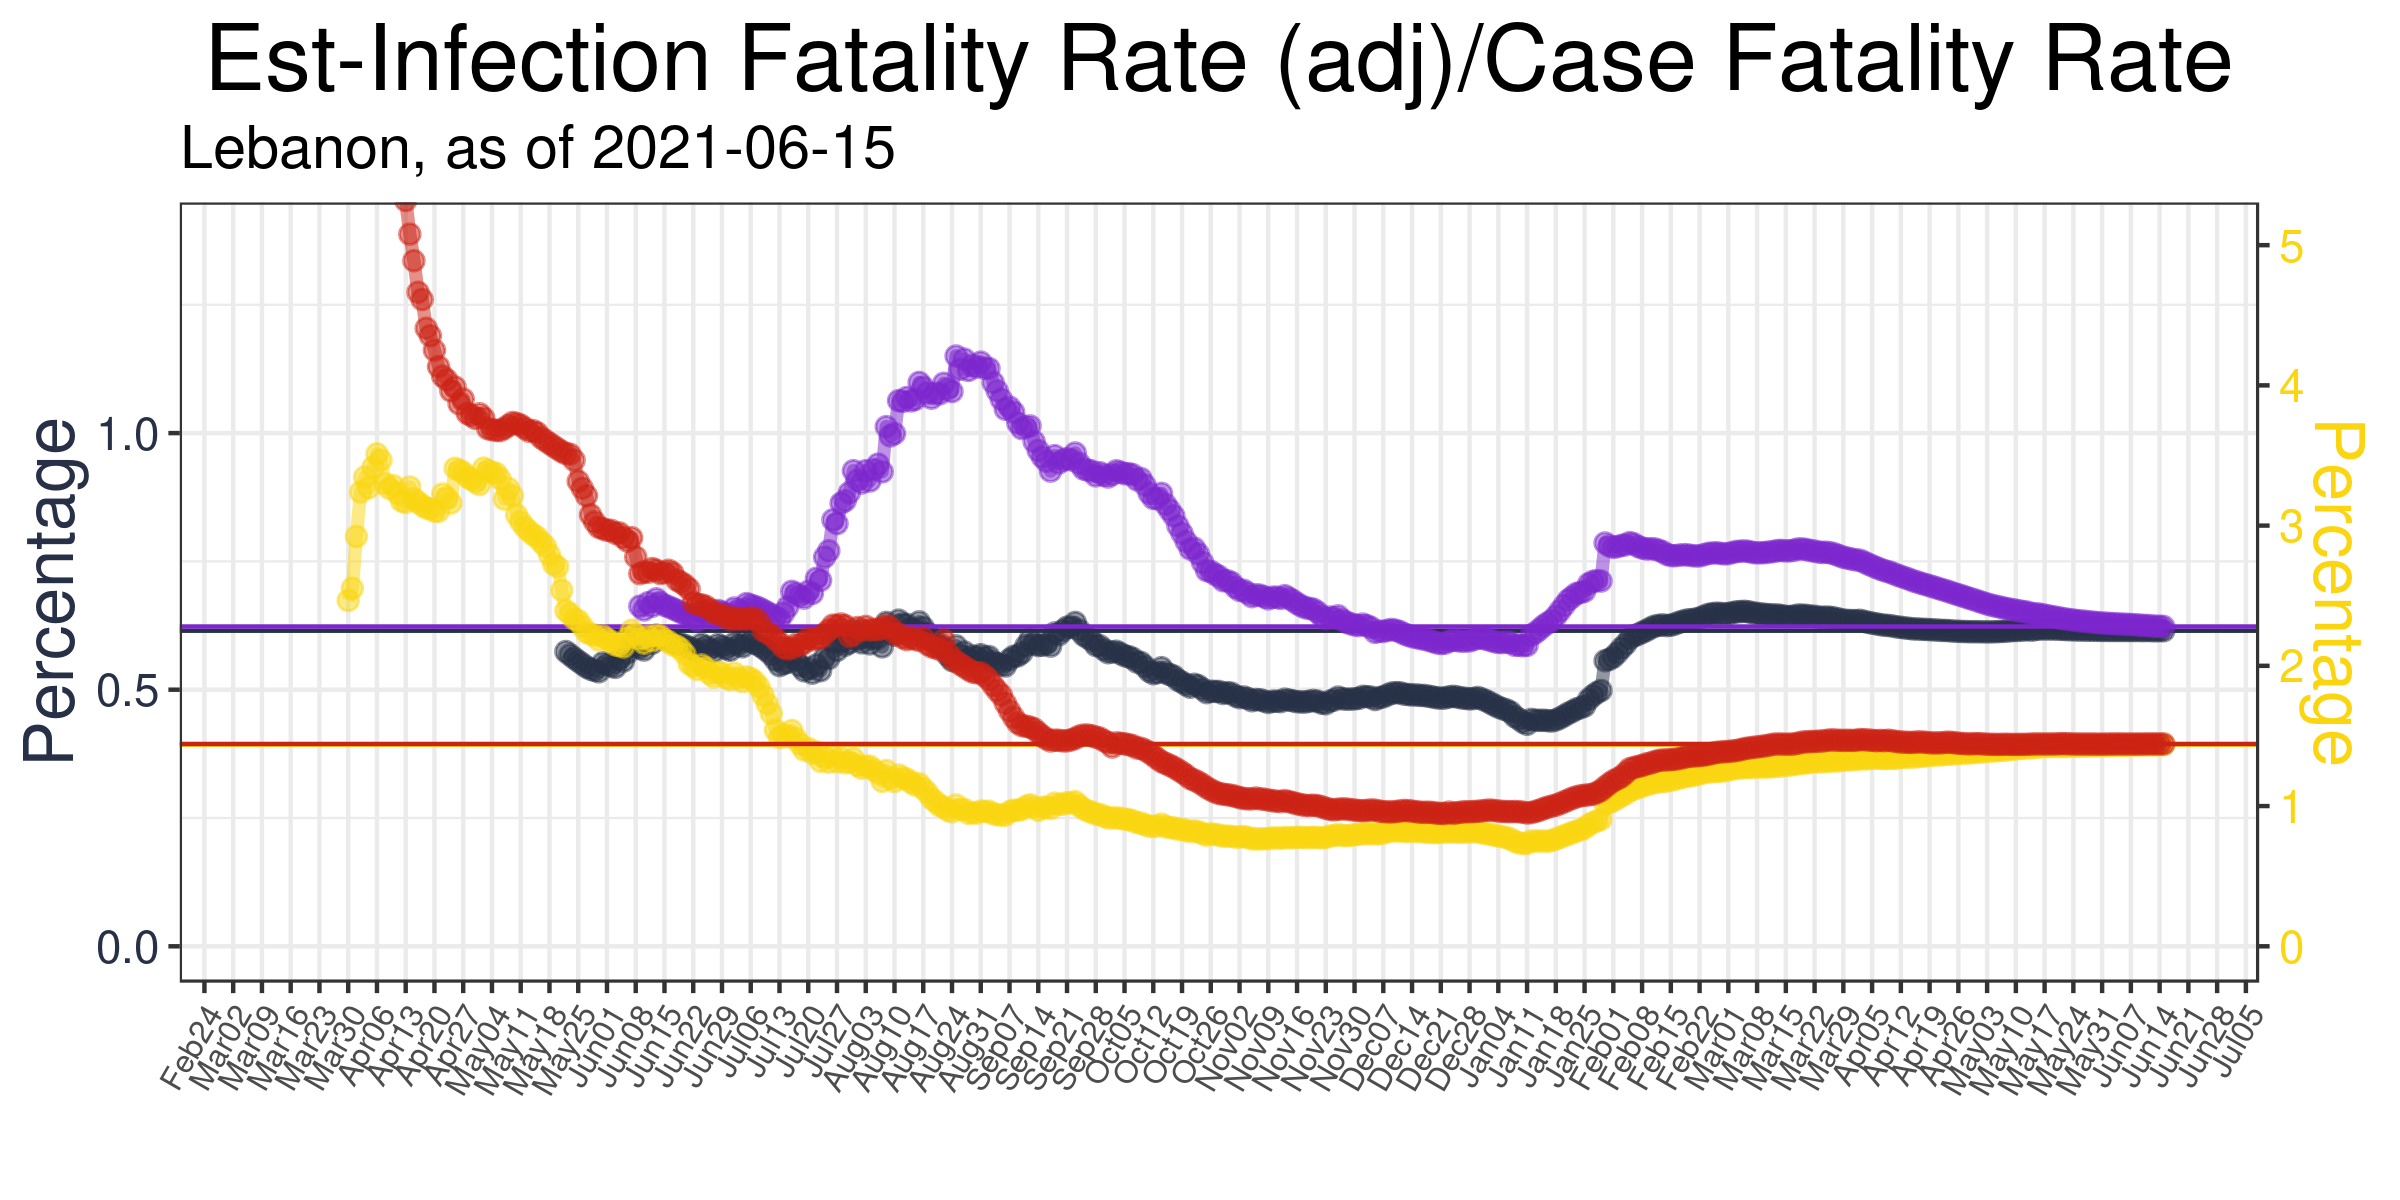 Est-Infection Fatality Rate (adj)/Case Fatality Rate
Lebanon, as of 2021-06-15
Percentage
1.0
0.5
0.0
5
4
3
2
1
0
Percentage
Feb24 Mar02 Mar09 Mar16 Mar23 Mar30 Apr06 Apr13 Apr20 Apr27 May04 May11 May18 May25 Jun01 Jun08 Jun15 Jun22 Jun29 Jul06 Jul13 Jul20 Jul27 Aug03 Aug10 Aug17 Aug24 Aug31 Sep07 Sep14 Sep21 Sep28 Oct05 Oct12 Oct19 Oct26 Nov02 Nov09 Nov16 Nov23 Nov30 Dec07 Dec14 Dec21 Dec28 Jan04 Jan11 Jan18 Jan25 Feb01 Feb08 Feb15 Feb22 Mar01 Mar08 Mar15 Mar22 Mar29 Apr05 Apr12 Apr19 Apr26 May03 May10 May17 May24 May31 Jun07 Jun14 Jun21 Jun28 Jul05